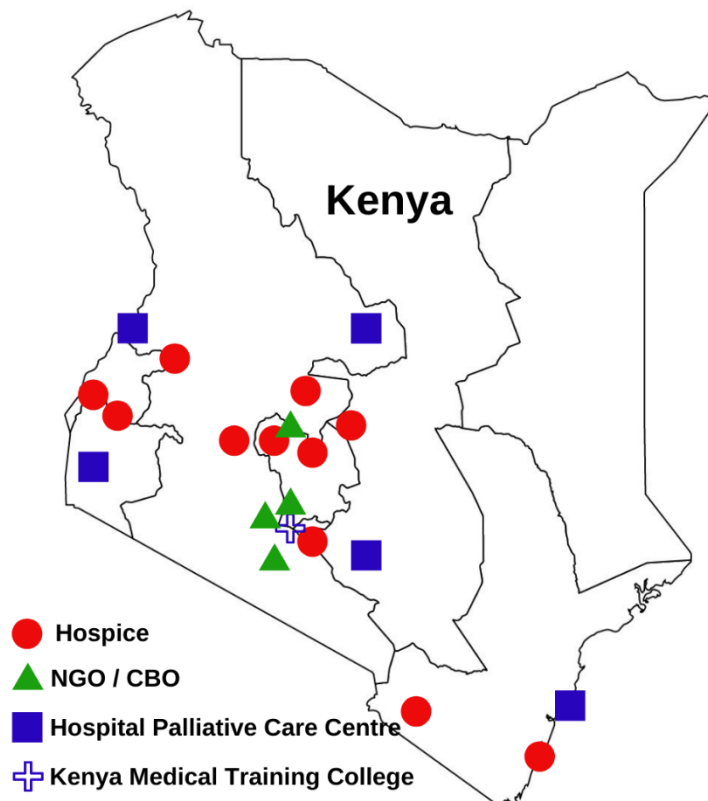 Kenya
Hospice
NGO / CBO
Hospital Palliative Care Centre
Kenya Medical Training College